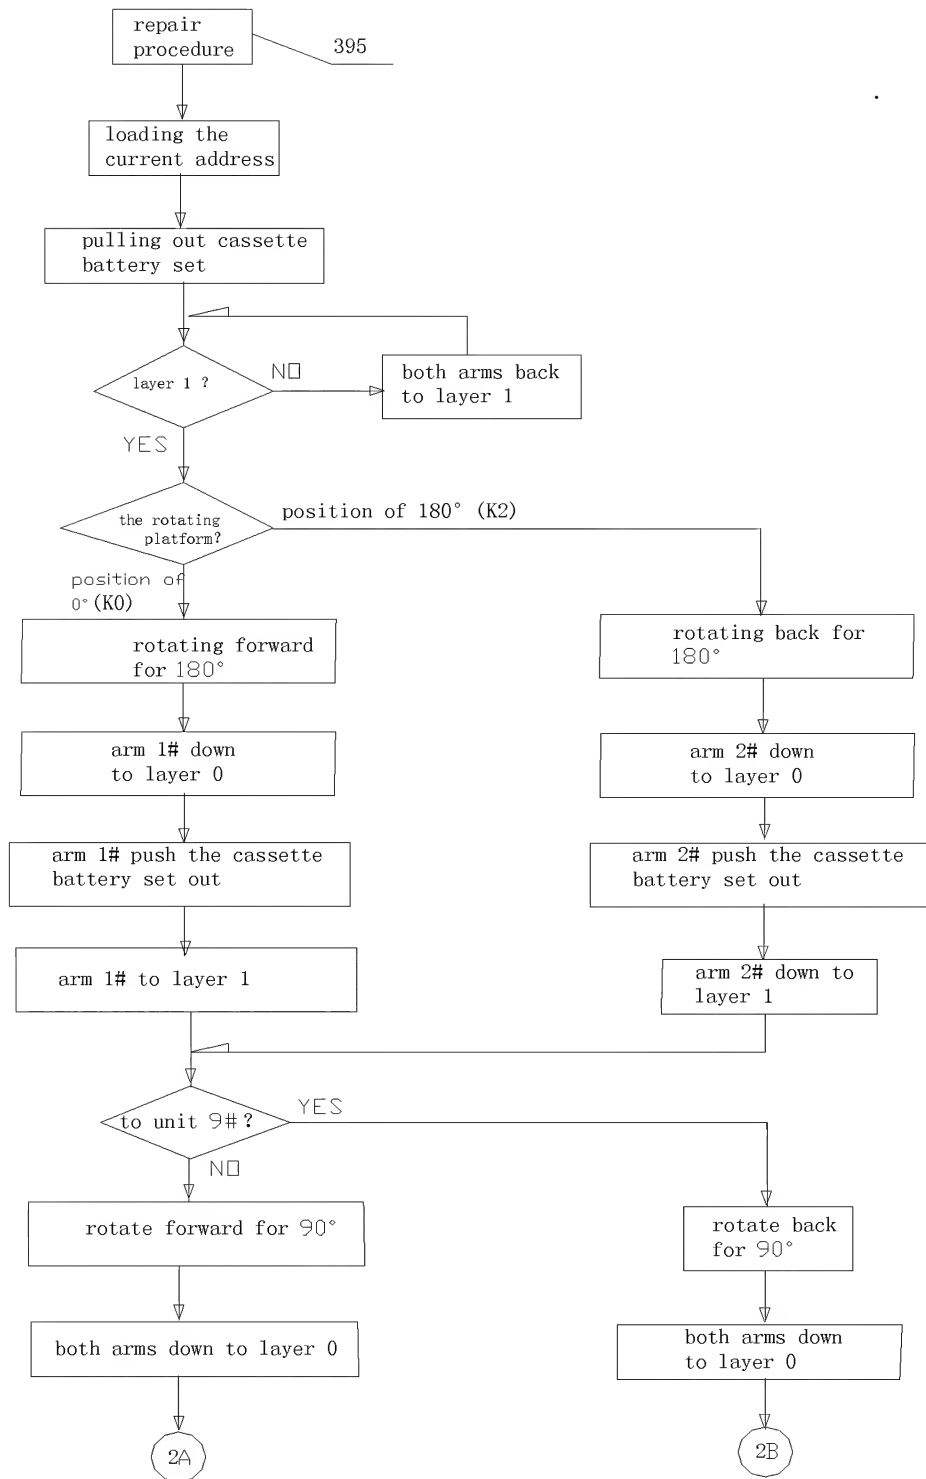 repair
procedure
395
loading the
current address
pulling out cassette
battery set
layer 1 ?
NO
both arms back
to layer 1
YES
the rotating
platform?
position of 180° (K2)
position of
0° (K0)
rotating forward
for 180°
rotating back for
180°
arm 1# down
to layer 0
arm 2# down
to layer 0
arm 1# push the cassette
battery set out
arm 2# push the cassette
battery set out
arm 1# to layer 1
arm 2# down to
layer 1
to unit 9#?
YES
NO
rotate forward for 90°
rotate back
for 90°
both arms down to layer 0
both arms down
to layer 0
2A
2B